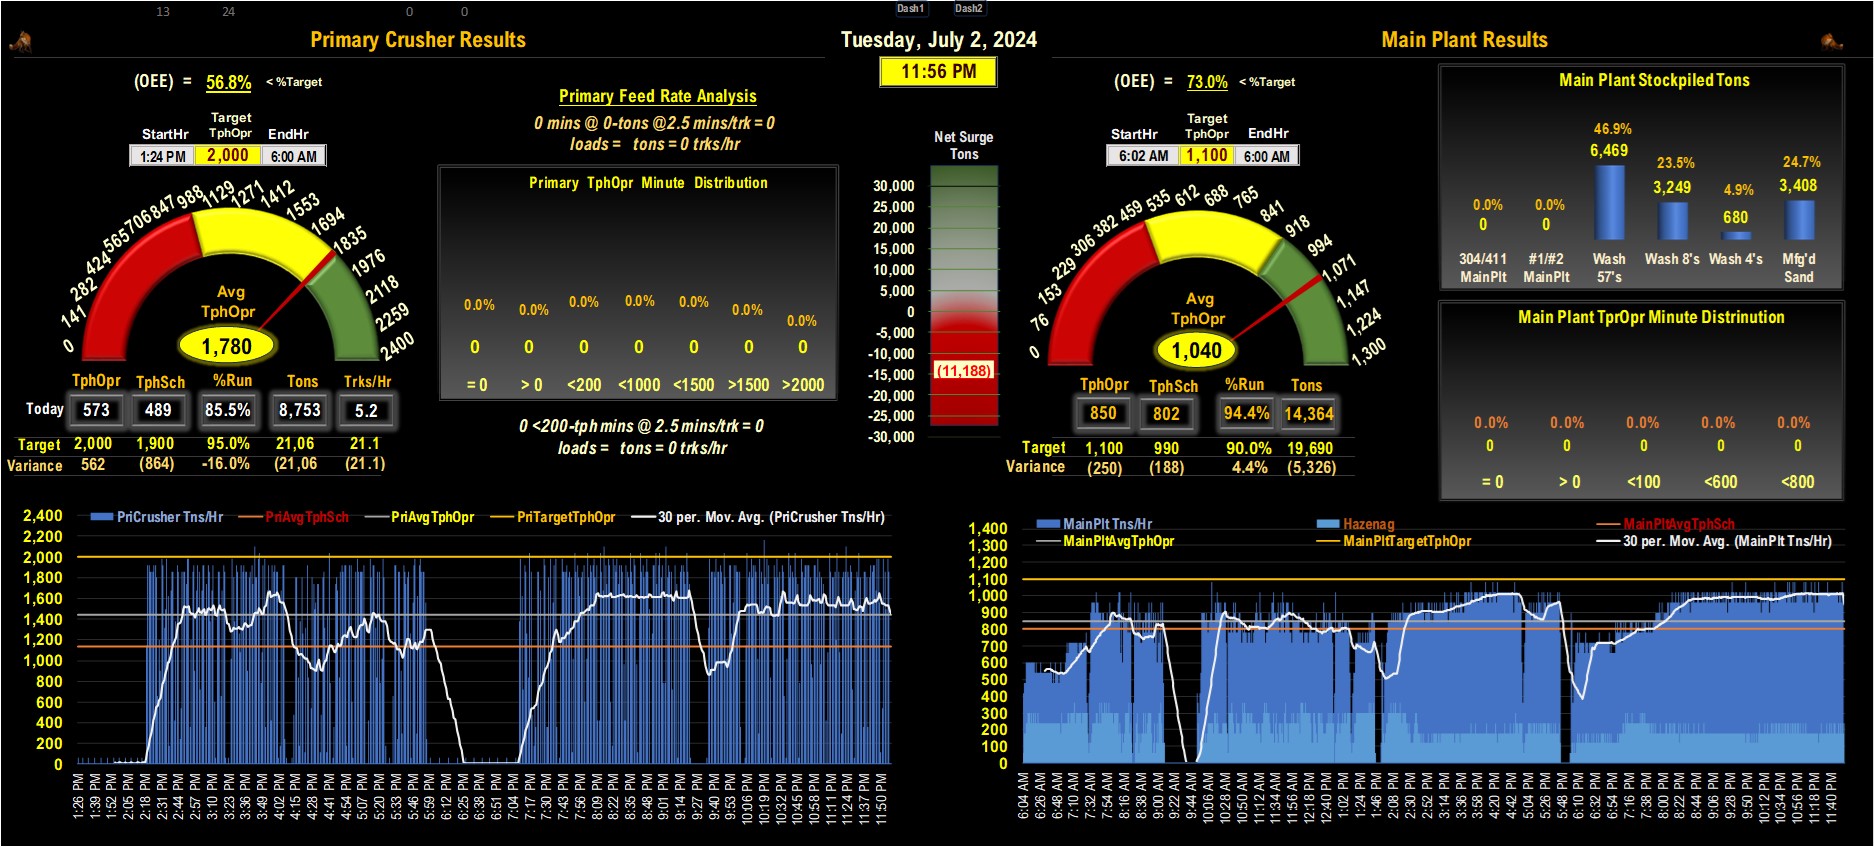 13 24 0 0
Dash1 Dash2
Primary Crusher Results
Tuesday, July 2, 2024
Main Plant Results
11:56 PM
(OEE) = 56.8% < %Target
Target
StartHr TphOpr EndHr
1:24 PM 2,000 6:00 AM
0 141 282 424 565 706 847 988 1129 1271 1412 1553 1694 1835 1976 2118 2259 2400
Avg
TphOpr
1,780
TphOpr TphSch %Run Tons Trks/Hr
Today 573 489 85.5% 8,753 5.2
Target 2,000 1,900 95.0% 21,06 21.1
Variance 562 (864) -16.0% (21,06 (21.1)
Primary Feed Rate Analysis
0 mins @ 0-tons @2.5 mins/trk = 0
loads = tons = 0 trks/hr
Primary TphOpr Minute Distribution
0.0% 0.0% 0.0% 0.0% 0.0% 0.0% 0.0%
0 0 0 0 0 0 0
= 0 > 0 <200 <1000 <1500 >1500 >2000
0 <200-tph mins @ 2.5 mins/trk = 0
loads = tons = 0 trks/hr
Net Surge
Tons
30,000
25,000
20,000
15,000
10,000
5,000
0
-5,000
-10,000
(11,188)
-15,000
-20,000
-25,000
-30,000
(OEE) = 73.0% < %Target
Target
StartHr TphOpr EndHr
6:02 AM 1,100 6:00 AM
0 76 153 229 306 382 459 535 612 688 765 841 918 994 1,071 1,147 1,224 1,300
Avg
TphOpr
1,040
TphOpr TphSch %Run Tons
850 802 94.4% 14,364
Target 1,100 990 90.0% 19,690
Variance (250) (188) 4.4% (5,326)
Main Plant Stockpiled Tons
0.0% 0.0% 46.9% 23.5% 4.9% 24.7%
0 0 6,469 3,249 680 3,408
304/411 #1/#2 Wash Wash 8's Wash 4's Mfg'd
MainPlt MainPlt 57's Sand
Main Plant TprOpr Minute Distrinution
0.0% 0.0% 0.0% 0.0% 0.0%
0 0 0 0 0
= 0 > 0 <100 <600 <800
PriCrusher Tns/Hr PriAvgTphSch PriAvgTphOpr PriTargetTphOpr 30 per. Mov. Avg. (PriCrusher Tns/Hr)
2,400
2,200
2,000
1,800
1,600
1,400
1,200
1,000
800
600
400
200
0
1:26 PM 1:39 PM 1:52 PM 2:05 PM 2:18 PM 2:31 PM 2:44 PM 2:57 PM 3:10 PM 3:23 PM 3:36 PM 3:49 PM 4:02 PM 4:15 PM 4:28 PM 4:41 PM 4:54 PM 5:07 PM 5:20 PM 5:33 PM 5:46 PM 5:59 PM 6:12 PM 6:25 PM 6:38 PM 6:51 PM 7:04 PM 7:17 PM 7:30 PM 7:43 PM 7:56 PM 8:09 PM 8:22 PM 8:35 PM 8:48 PM 9:01 PM 9:14 PM 9:27 PM 9:40 PM 9:53 PM 10:06 PM 10:19 PM 10:32 PM 10:45 PM 10:58 PM 11:11 PM 11:24 PM 11:37 PM 11:50 PM
MainPlt Tns/Hr Hazenag MainPltAvgTphSch
MainPltAvgTphOpr MainPltTargetTphOpr 30 per. Mov. Avg. (MainPlt Tns/Hr)
1,400
1,300
1,200
1,100
1,000
900
800
700
600
500
400
300
200
100
0
6:04 AM 6:26 AM 6:48 AM 7:10 AM 7:32 AM 7:54 AM 8:16 AM 8:38 AM 9:00 AM 9:22 AM 9:44 AM 10:06 AM 10:28 AM 10:50 AM 11:12 AM 11:34 AM 11:56 AM 12:18 PM 12:40 PM 1:02 PM 1:24 PM 1:46 PM 2:08 PM 2:30 PM 2:52 PM 3:14 PM 3:36 PM 3:58 PM 4:20 PM 4:42 PM 5:04 PM 5:26 PM 5:48 PM 6:10 PM 6:32 PM 6:54 PM 7:16 PM 7:38 PM 8:00 PM 8:22 PM 8:44 PM 9:06 PM 9:28 PM 9:50 PM 10:12 PM 10:34 PM 10:56 PM 11:18 PM 11:40 PM